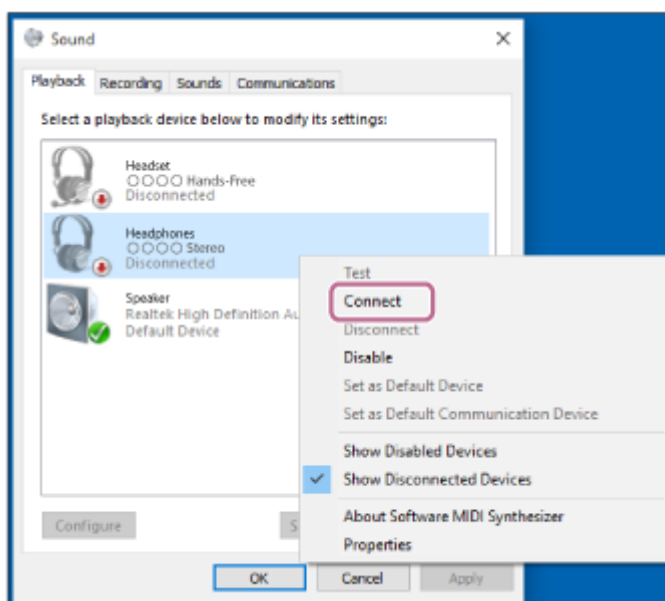 Sound
Playback Recording Sounds Communications
Select a playback device below to modify its settings:
Headset
○○○○ Hands-Free
Disconnected
Headphones
○○○○ Stereo
Disconnected
Speaker
Realtek High Definition Au
Default Device
Test
Connect
Disconnect
Disable
Set as Default Device
Set as Default Communication Device
Show Disabled Devices
Show Disconnected Devices
About Software MIDI Synthesizer
Properties
Configure S
OK Cancel Apply